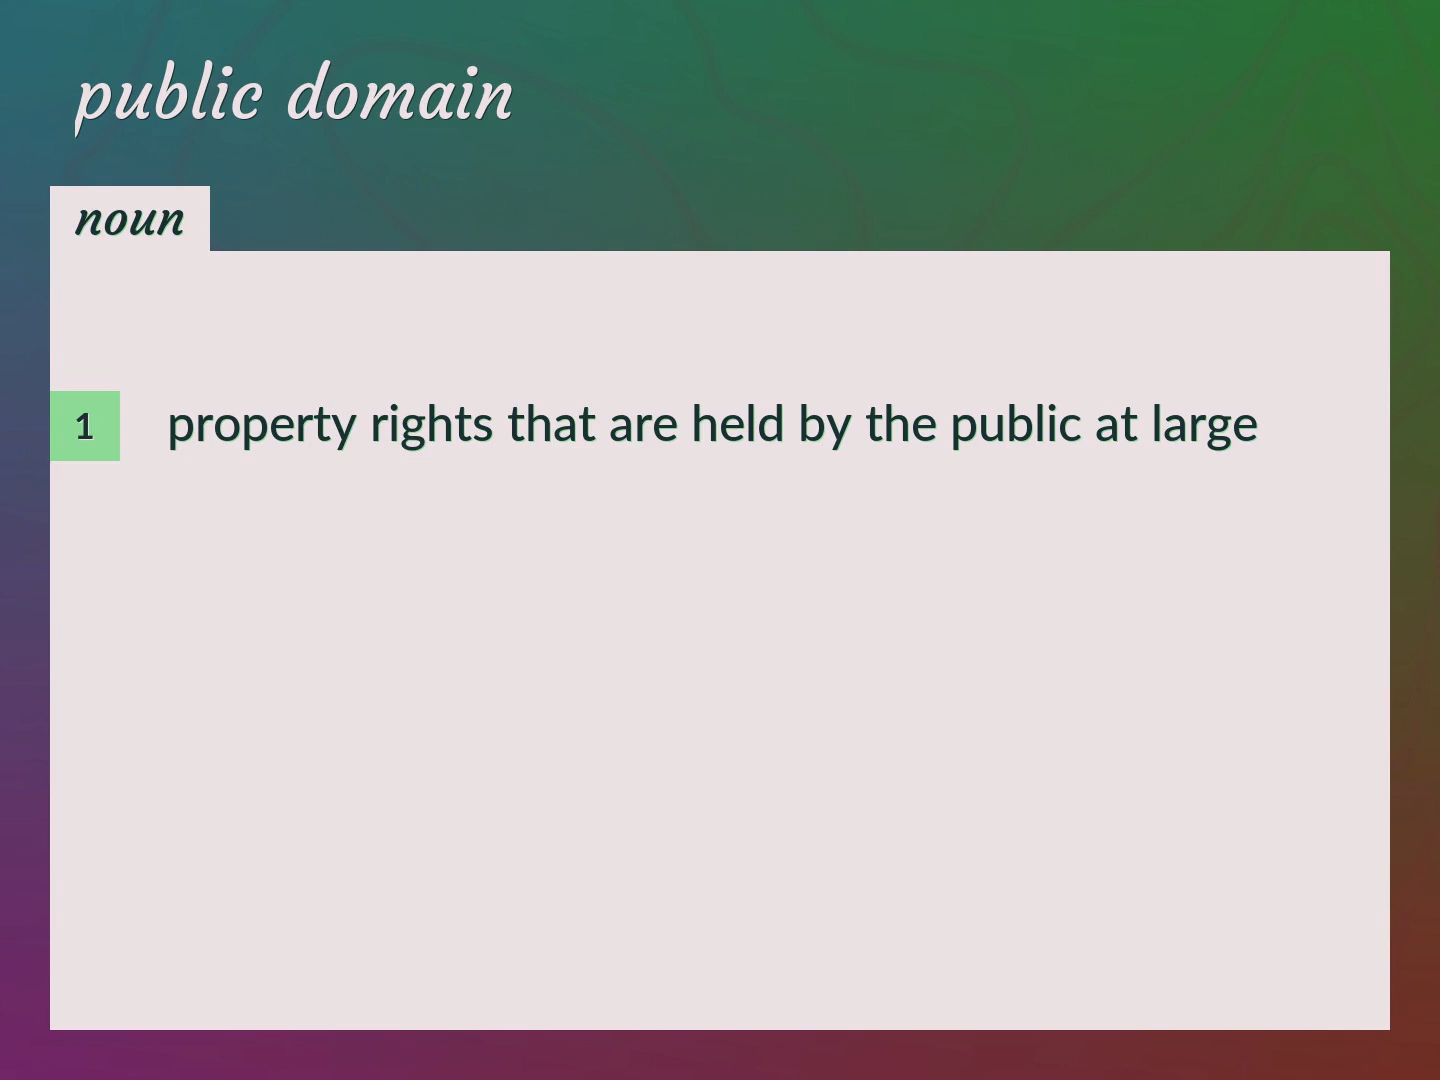 public domain
noun
1 property rights that are held by the public at large